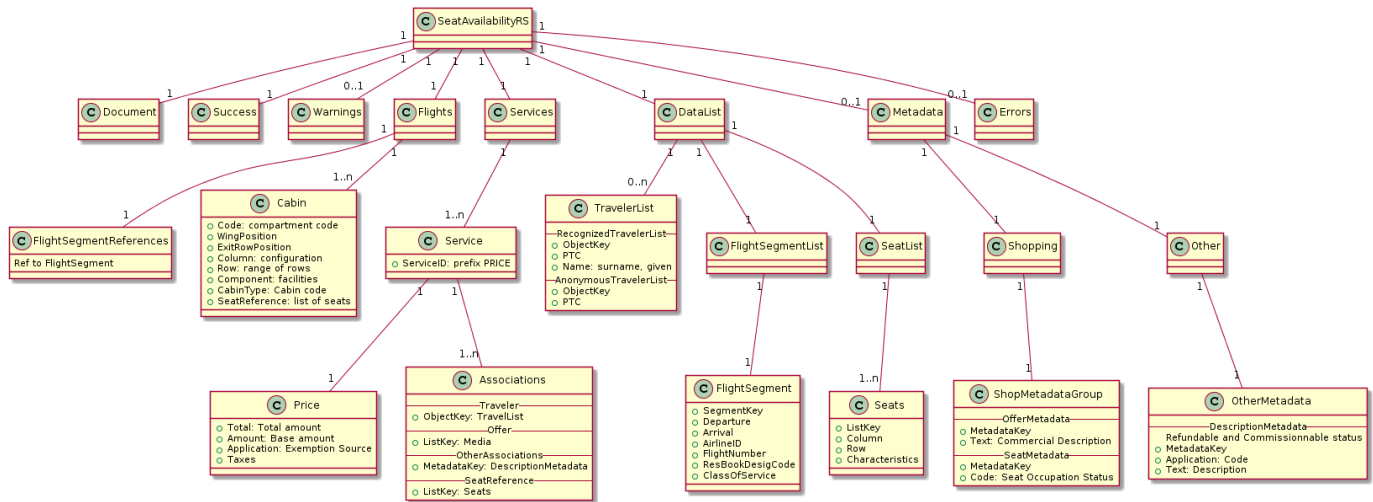 C SeatAvailabilityRS
1 1 1 1 1 1 1 1
1 1 0..1 1 1 1 0..1 0..1
C Document
C Success
C Warnings
C Flights
C Services
C DataList
C Metadata
C Errors
1 1 1 1 1 1 1 1
1 1..n 1..n 0..n 1 1 1 1
C FlightSegmentReferences
Ref to FlightSegment
C Cabin
Code: compartment code
WingPosition
ExitRowPosition
Column: configuration
Row: range of rows
Component: facilities
CabinType: Cabin code
SeatReference: list of seats
C Service
ServiceID: prefix PRICE
C TravelerList
RecognizedTravelerList
ObjectKey
PTC
Name: surname, given
AnonymousTravelerList
ObjectKey
PTC
C FlightSegmentList
C SeatList
C Shopping
C Other
1 1 1 1 1 1
1 1..n 1 1..n 1 1
C Price
Total: Total amount
Amount: Base amount
Application: Exemption Source
Taxes
C Associations
Traveler
ObjectKey: TravelList
Offer
ListKey: Media
OtherAssociations
MetadataKey: DescriptionMetadata
SeatReference
ListKey: Seats
C FlightSegment
SegmentKey
Departure
Arrival
AirlineID
FlightNumber
ResBookDesigCode
ClassOfService
C Seats
ListKey
Column
Row
Characteristics
C ShopMetadataGroup
OfferMetadata
MetadataKey
Text: Commercial Description
SeatMetadata
MetadataKey
Code: Seat Occupation Status
C OtherMetadata
DescriptionMetadata
Refundable and Commissionnable status
MetadataKey
Application: Code
Text: Description